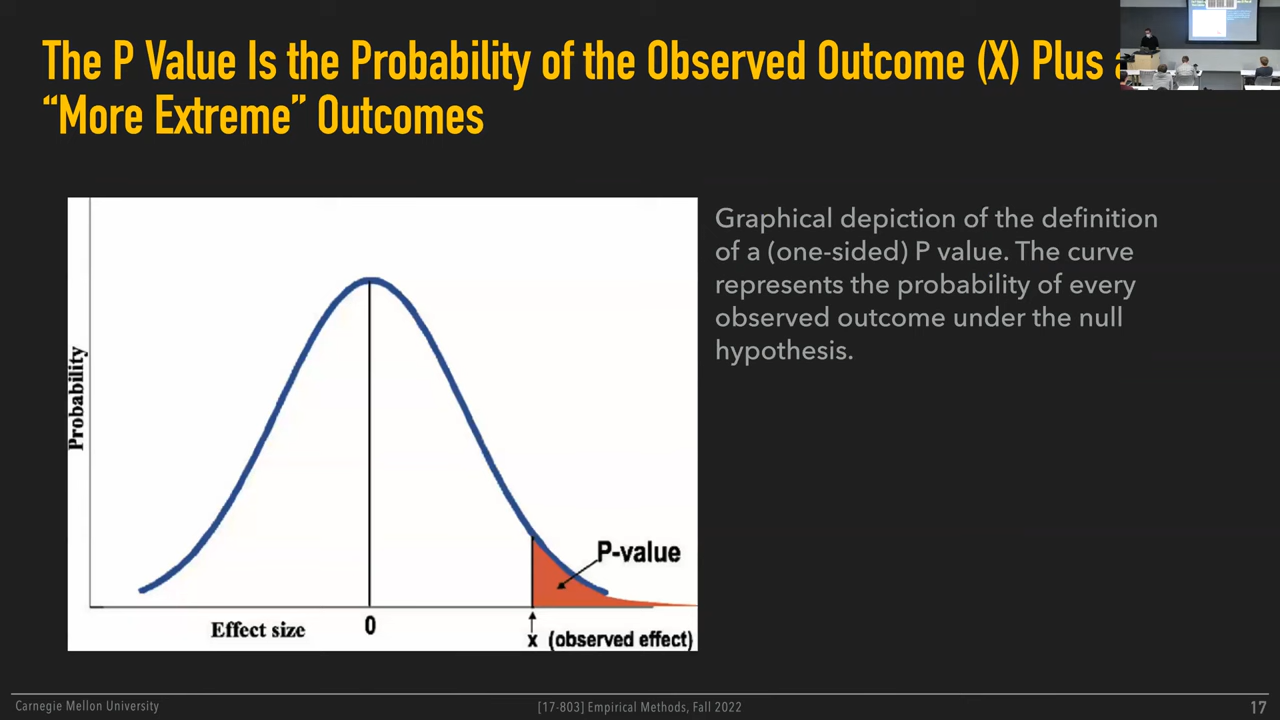 The P Value Is the Probability of the Observed Outcome (X) Plus
“More Extreme” Outcomes
Graphical depiction of the definition
of a (one-sided) P value. The curve
represents the probability of every
observed outcome under the null
hypothesis.
Probability
P-value
Effect size
0
x (observed effect)
Carnegie Mellon University
[17-803] Empirical Methods, Fall 2022
17